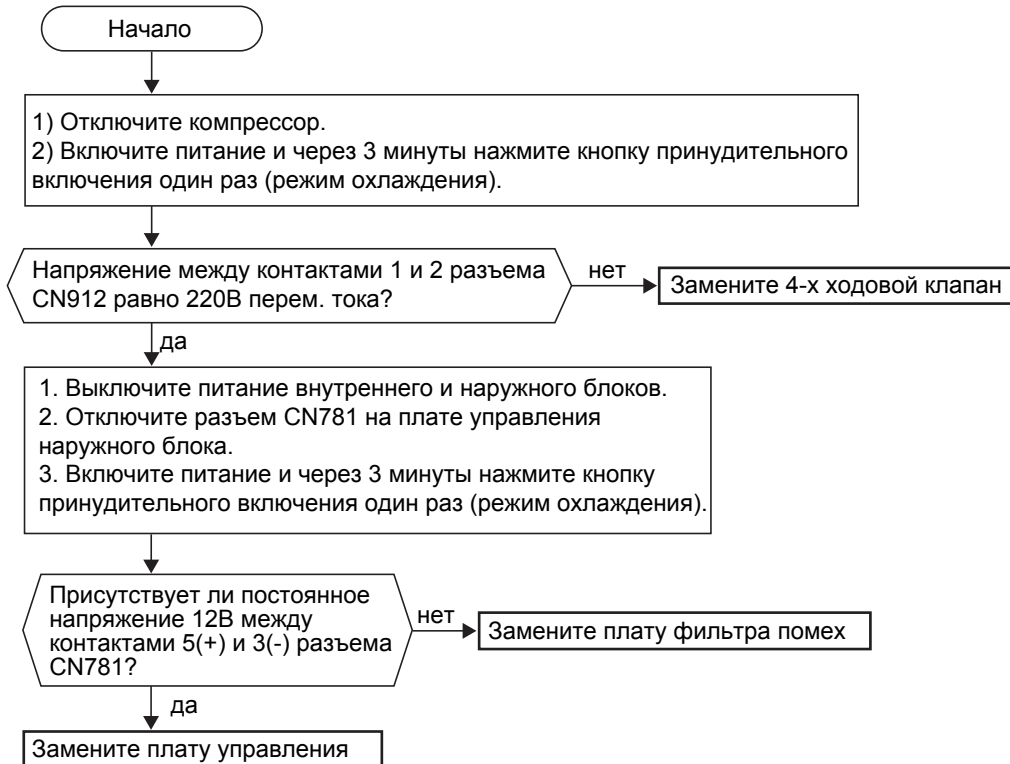 Начало
1) Отключите компрессор.
2) Включите питание и через 3 минуты нажмите кнопку принудительного
включения один раз (режим охлаждения).
Напряжение между контактами 1 и 2 разъема
CN912 равно 220В перем. тока?
нет
Замените 4-х ходовой клапан
да
1. Выключите питание внутреннего и наружного блоков.
2. Отключите разъем CN781 на плате управления
наружного блока.
3. Включите питание и через 3 минуты нажмите кнопку
принудительного включения один раз (режим охлаждения).
Присутствует ли постоянное
напряжение 12В между
контактами 5(+) и 3(-) разъема
CN781?
нет
Замените плату фильтра помех
да
Замените плату управления